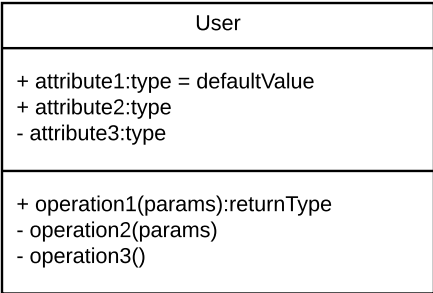 User
+ attribute1:type = defaultValue
+ attribute2:type
- attribute3:type
+ operation1(params):returnType
- operation2(params)
- operation3()